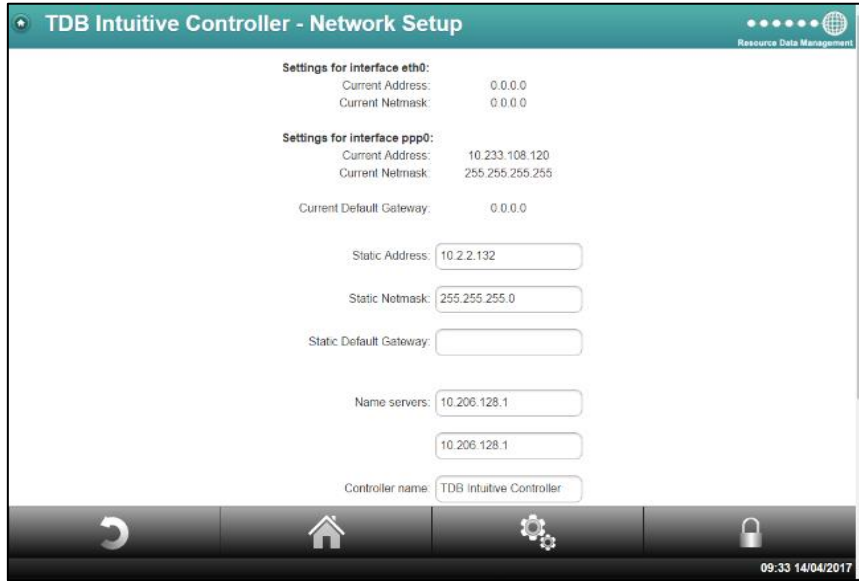 TDB Intuitive Controller - Network Setup
Resource Data Management
Settings for interface eth0:
Current Address: 0.0.0.0
Current Netmask: 0.0.0.0
Settings for interface ppp0:
Current Address: 10.233.108.120
Current Netmask: 255.255.255.255
Current Default Gateway: 0.0.0.0
Static Address: 10.2.2.132
Static Netmask: 255.255.255.0
Static Default Gateway:
Name servers: 10.206.128.1
10.206.128.1
Controller name: TDB Intuitive Controller
09:33 14/04/2017